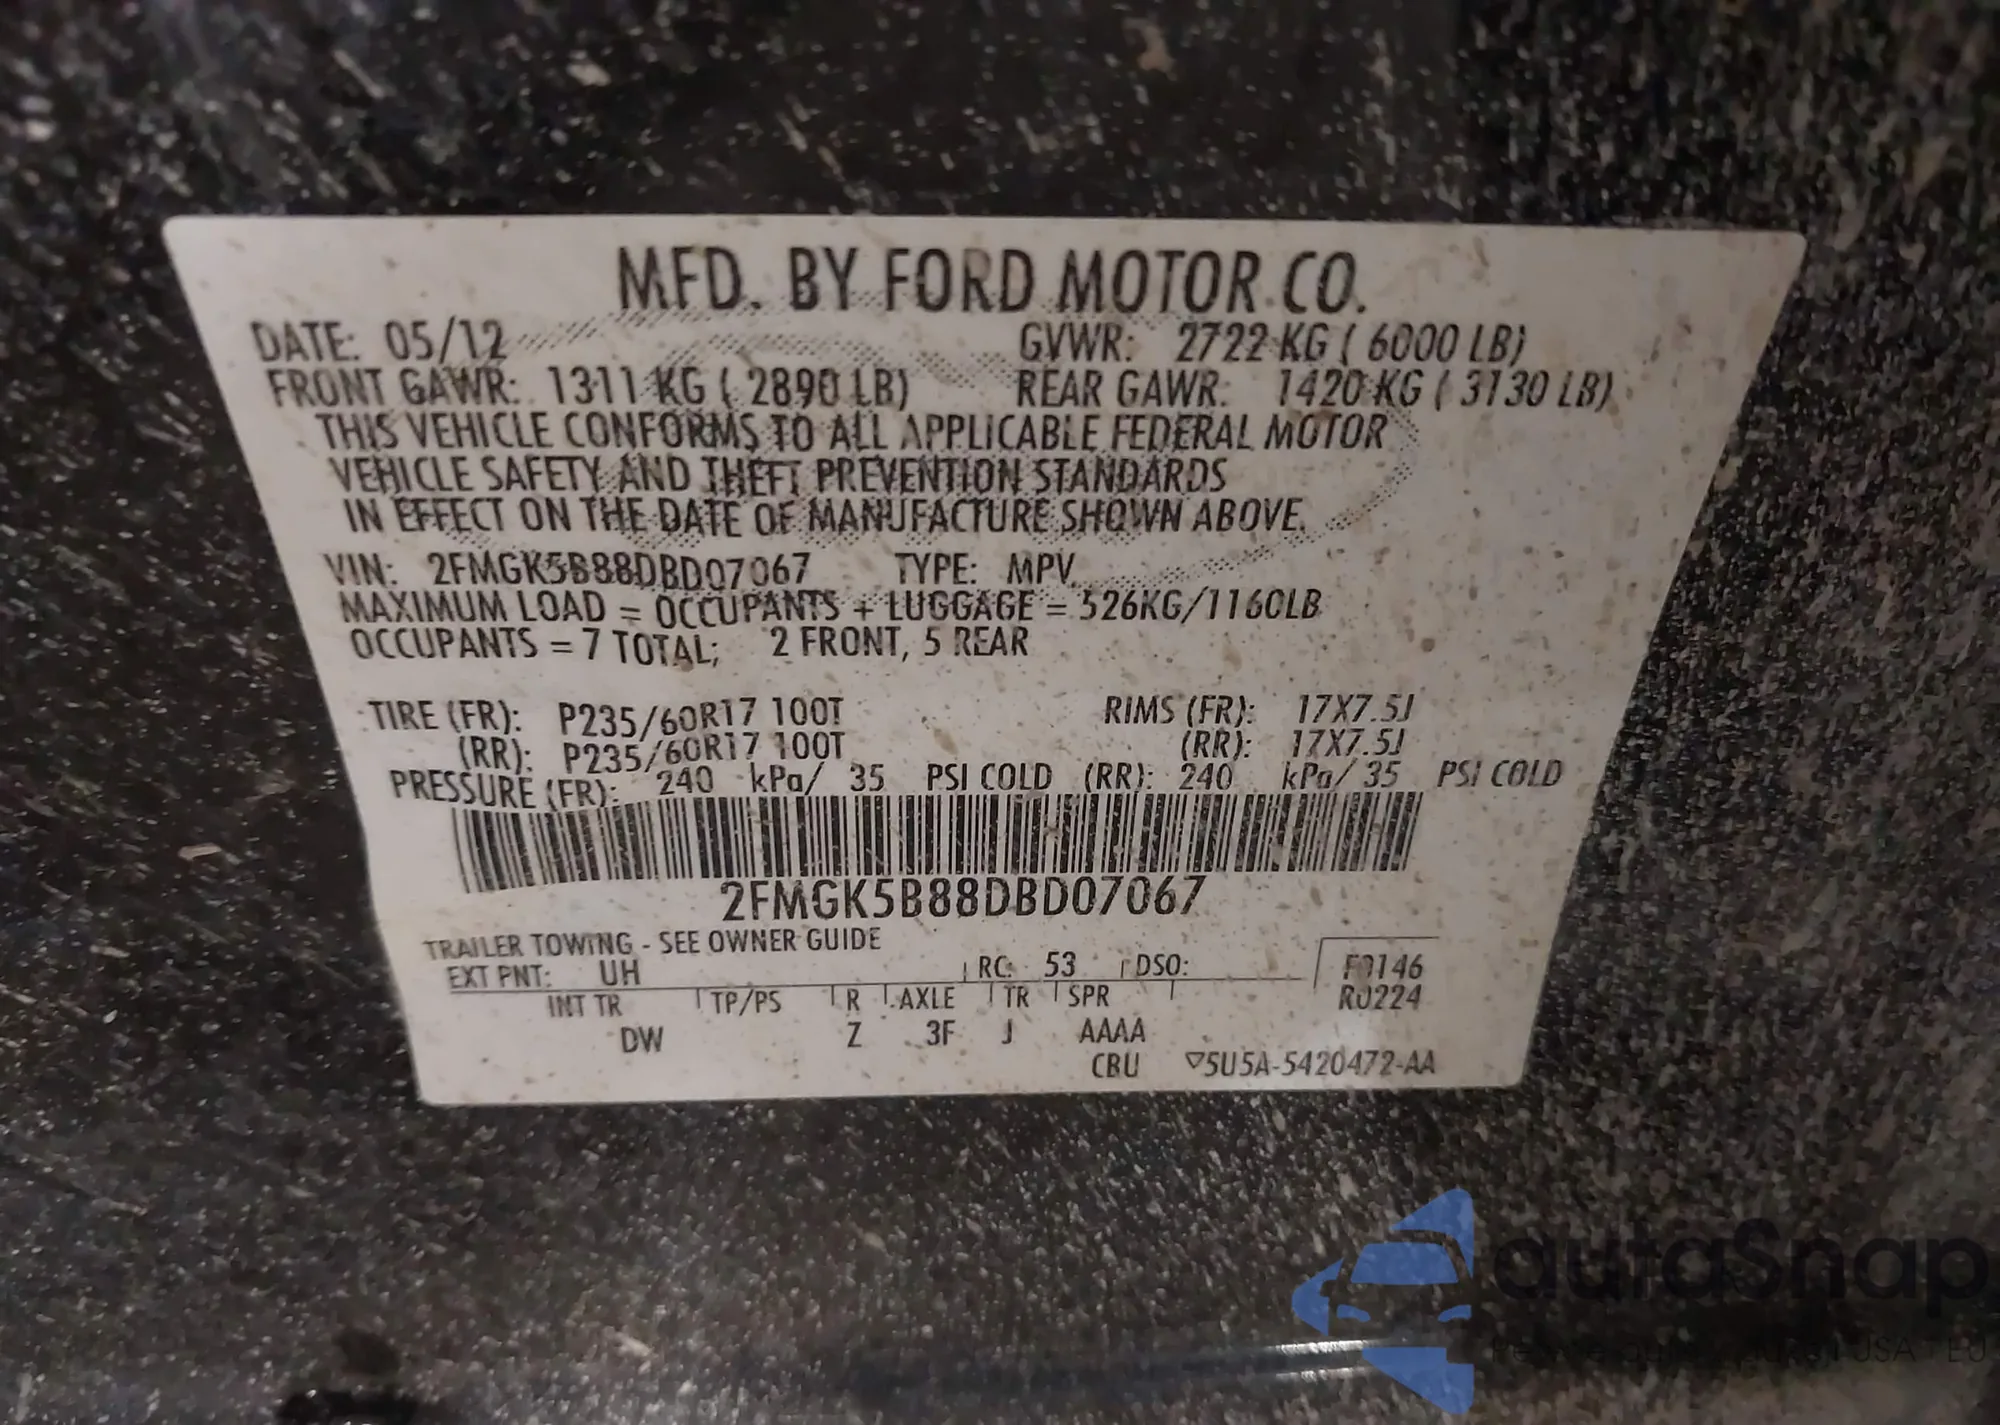 MFD. BY FORD MOTOR CO.
DATE: 05/12 GVWR: 2722 KG ( 6000 LB)
FRONT GAWR: 1311 KG ( 2890 LB) REAR GAWR: 1420 KG ( 3130 LB)
THIS VEHICLE CONFORMS TO ALL APPLICABLE FEDERAL MOTOR
VEHICLE SAFETY AND THEFT PREVENTION STANDARDS
IN EFFECT ON THE DATE OF MANUFACTURE SHOWN ABOVE.
VIN: 2FMGK5B88DBD07067 TYPE: MPV
MAXIMUM LOAD = OCCUPANTS + LUGGAGE = 526KG/1160LB
OCCUPANTS = 7 TOTAL; 2 FRONT, 5 REAR
TIRE (FR): P235/60R17 100T RIMS (FR): 17X7.5J
(RR): P235/60R17 100T (RR): 17X7.5J
PRESSURE (FR): 240 kPa/ 35 PSI COLD (RR): 240 kPa/ 35 PSI COLD
2FMGK5B88DBD07067
TRAILER TOWING - SEE OWNER GUIDE
EXT PNT: UH RC: 53 DSO: F0146
INT TR TP/PS R AXLE TR SPR R0224
DW Z 3F J AAAA
CBU ▽5U5A-5420472-AA
autaSnap
USA
EU